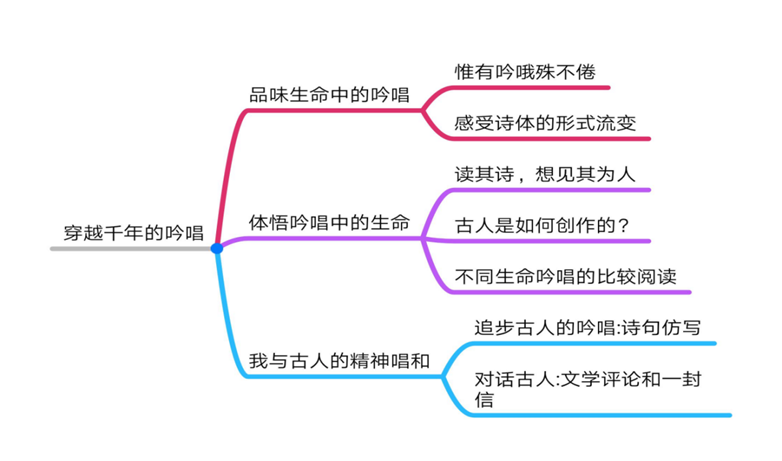 穿越千年的吟唱
品味生命中的吟唱
惟有吟哦殊不倦
感受诗体的形式流变
体悟吟唱中的生命
读其诗，想见其为人
古人是如何创作的?
不同生命吟唱的比较阅读
我与古人的精神唱和
追步古人的吟唱:诗句仿写
对话古人:文学评论和一封
信